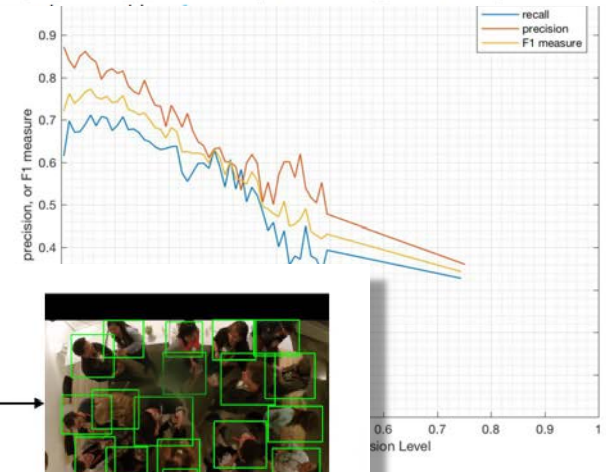 recall
precision
F1 measure
0.9
0.8
0.7
0.6
0.5
0.4
precision, or F1 measure
0.6 0.7 0.8 0.9 1
sion Level